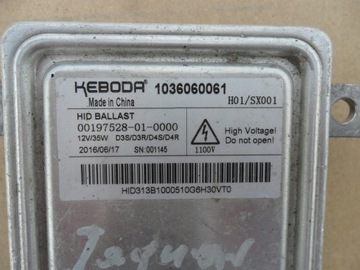 KEBODA 1036060061
Made in China H01/SX001
HID BALLAST
00197528-01-0000
12V/35W D3S/D3R/D4S/D4R
2016/06/17 SN:001145
High Voltage!
Do not open!
1100V
HID313B1000510G6H30VT0
Jaguar